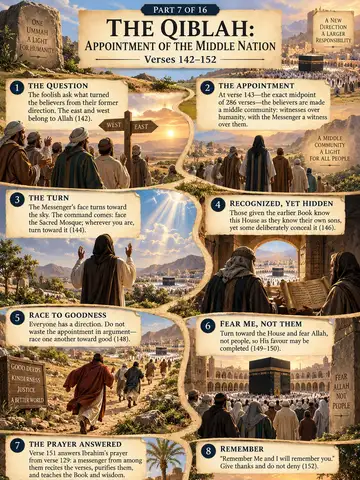 PART 7 OF 16
THE QIBLAH:
APPOINTMENT OF THE MIDDLE NATION
Verses 142–152
ONE
UMMAH
A LIGHT
FOR HUMANITY
A NEW
DIRECTION
A LARGER
RESPONSIBILITY
1 THE QUESTION
The foolish ask what turned
the believers from their former
direction. The east and west
belong to Allah (142).
WEST
EAST
2 THE APPOINTMENT
At verse 143—the exact midpoint
of 286 verses—the believers are made
a middle community: witnesses over
humanity, with the Messenger a witness
over them.
A MIDDLE
COMMUNITY
A LIGHT
FOR ALL PEOPLE
3 THE TURN
The Messenger's face turns toward
the sky. The command comes: face
the Sacred Mosque; wherever you are,
turn toward it (144).
4 RECOGNIZED, YET HIDDEN
Those given the earlier Book know
this House as they know their own sons,
yet some deliberately conceal it (146).
5 RACE TO GOODNESS
Everyone has a direction. Do not
waste the appointment in argument—
race one another toward good (148).
GOOD DEEDS
KINDERNESS
JUSTICE
A BETTER WORLD
6 FEAR ME, NOT THEM
Turn toward the House and fear Allah,
not people, so His favour may be
completed (149–150).
FEAR
ALLAH
NOT
PEOPLE
7 THE PRAYER ANSWERED
Verse 151 answers Ibrahim's prayer
from verse 129: a messenger from among
them recites the verses, purifies them,
and teaches the Book and wisdom.
8 REMEMBER
"Remember Me and I will remember you."
Give thanks and do not deny (152).